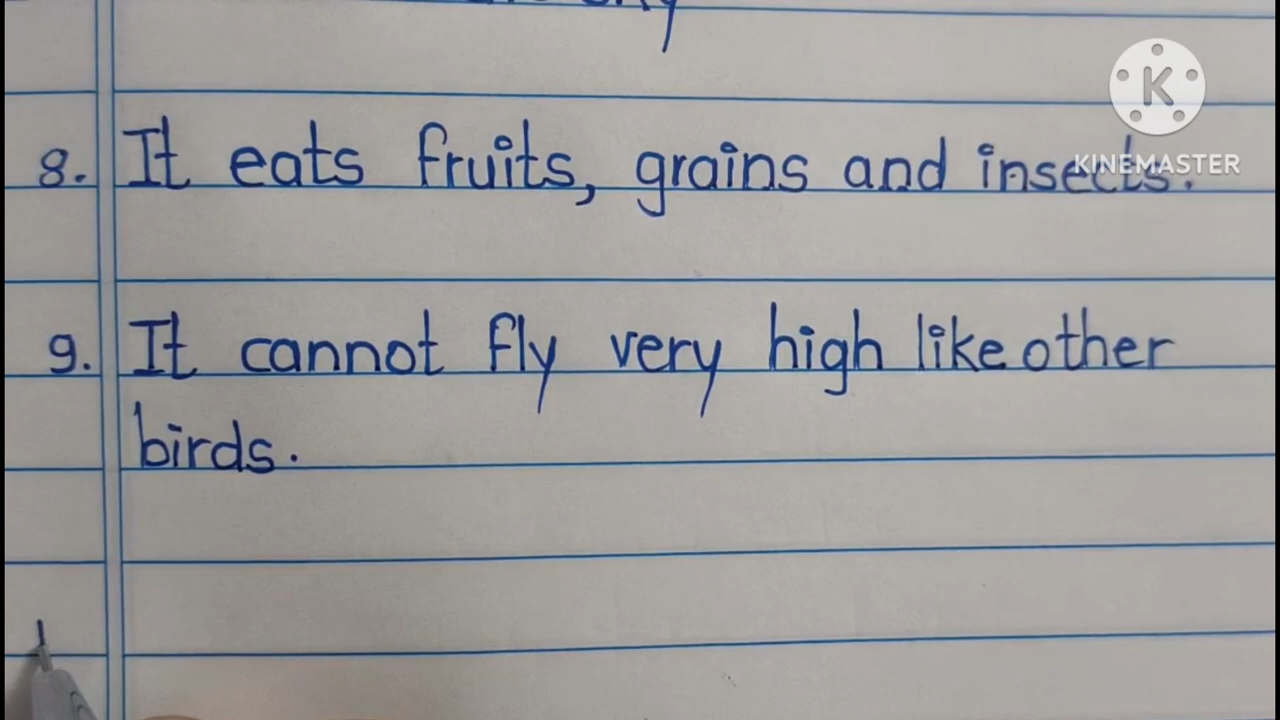 8. It eats fruits, grains and insects.
9. It cannot fly very high like other
birds.
K
KINEMASTER